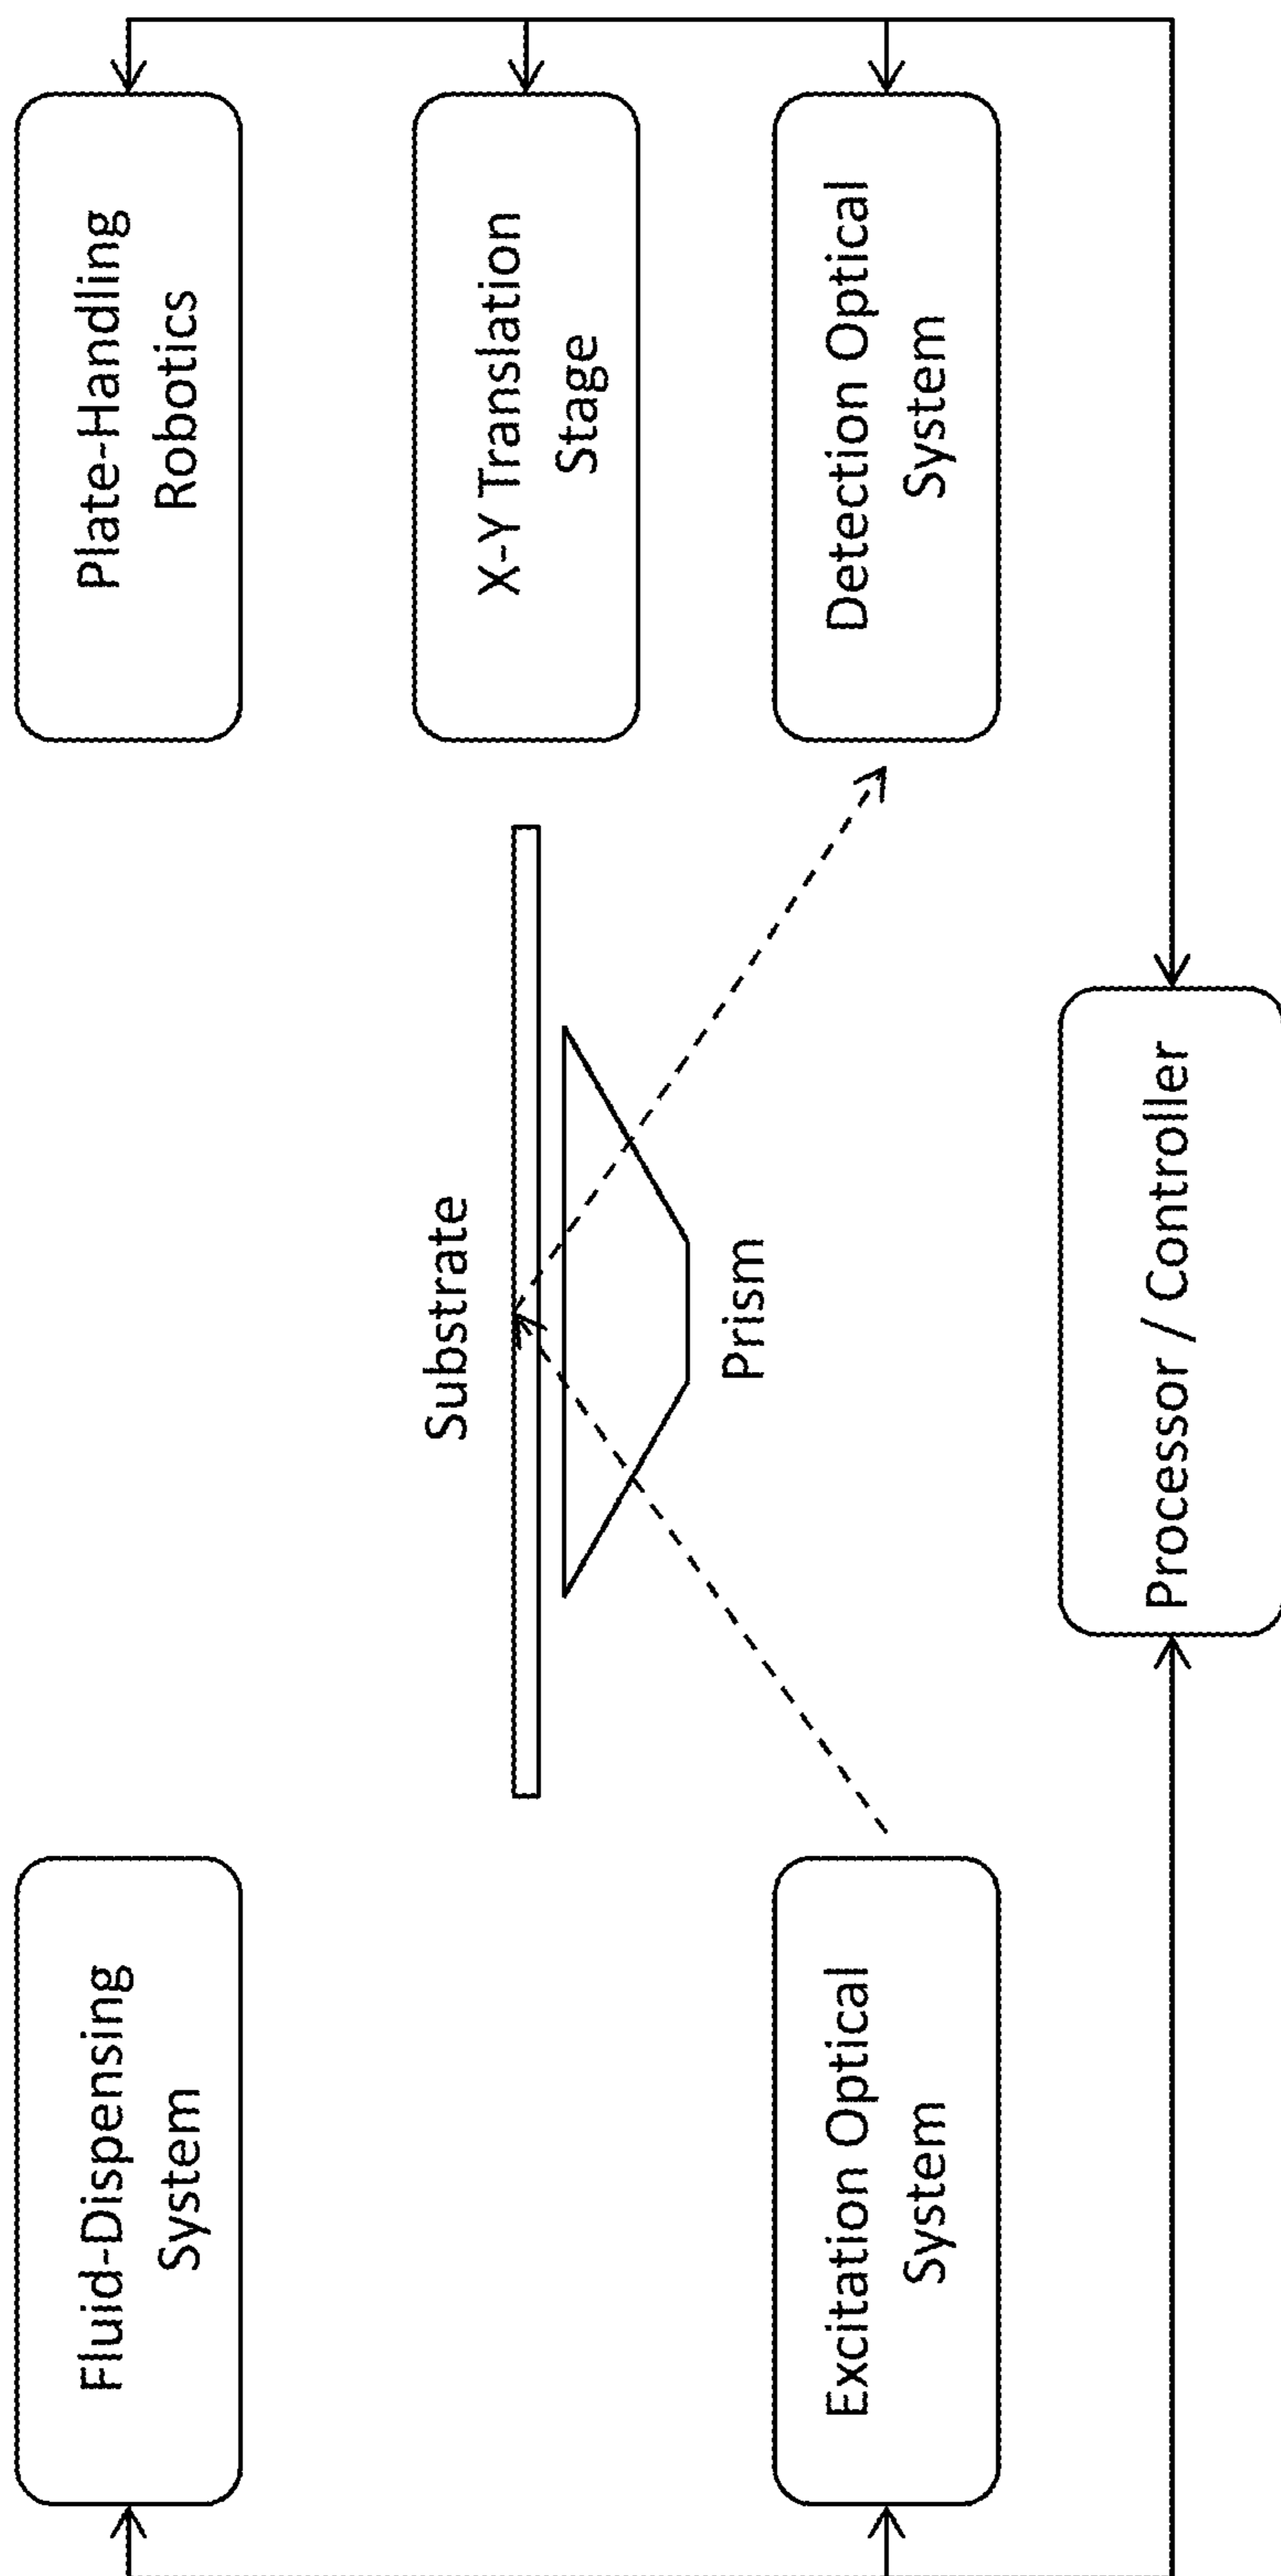 Fluid-Dispensing
System
Plate-Handling
Robotics
Substrate
X-Y Translation
Stage
Prism
Excitation Optical
System
Detection Optical
System
Processor / Controller